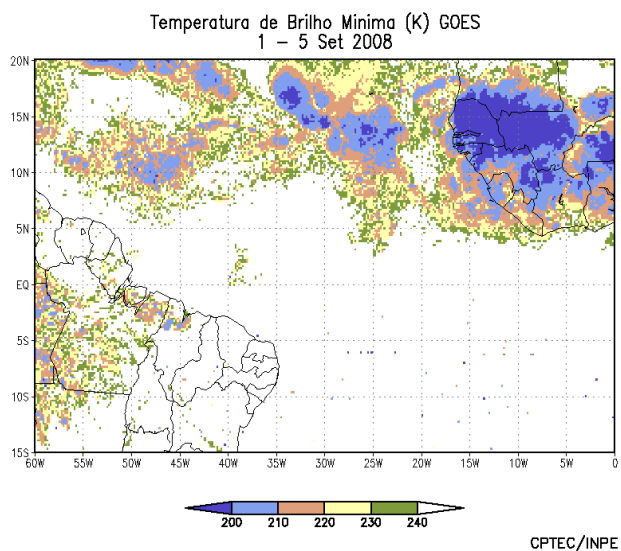 Temperatura de Brilho Minima (K) GOES
1 – 5 Set 2008
20N
15N
10N
5N
EQ
5S
10S
15S
60W 55W 50W 45W 40W 35W 30W 25W 20W 15W 10W 5W 0
200 210 220 230 240
CPTEC/INPE